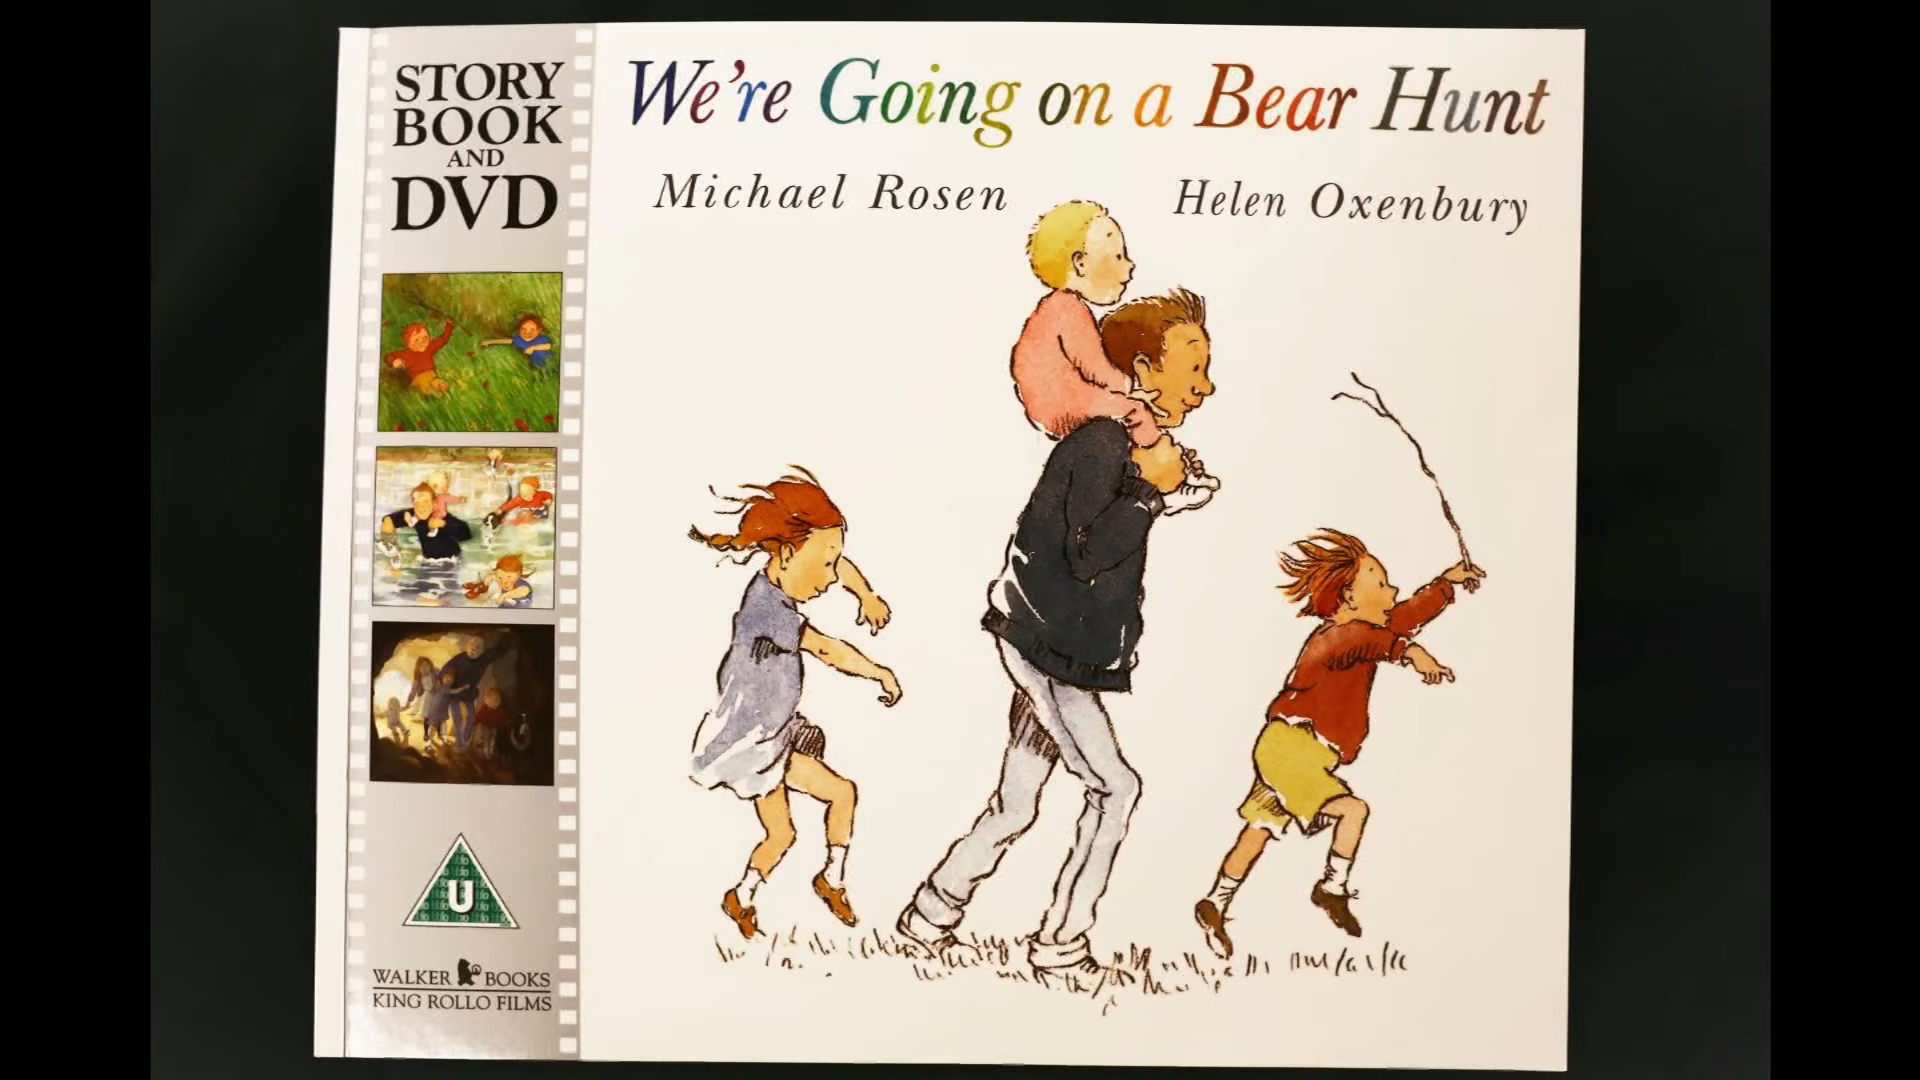 STORY
BOOK
AND
DVD
We're Going on a Bear Hunt
Michael Rosen
Helen Oxenbury
U
WALKER BOOKS
KING ROLLO FILMS